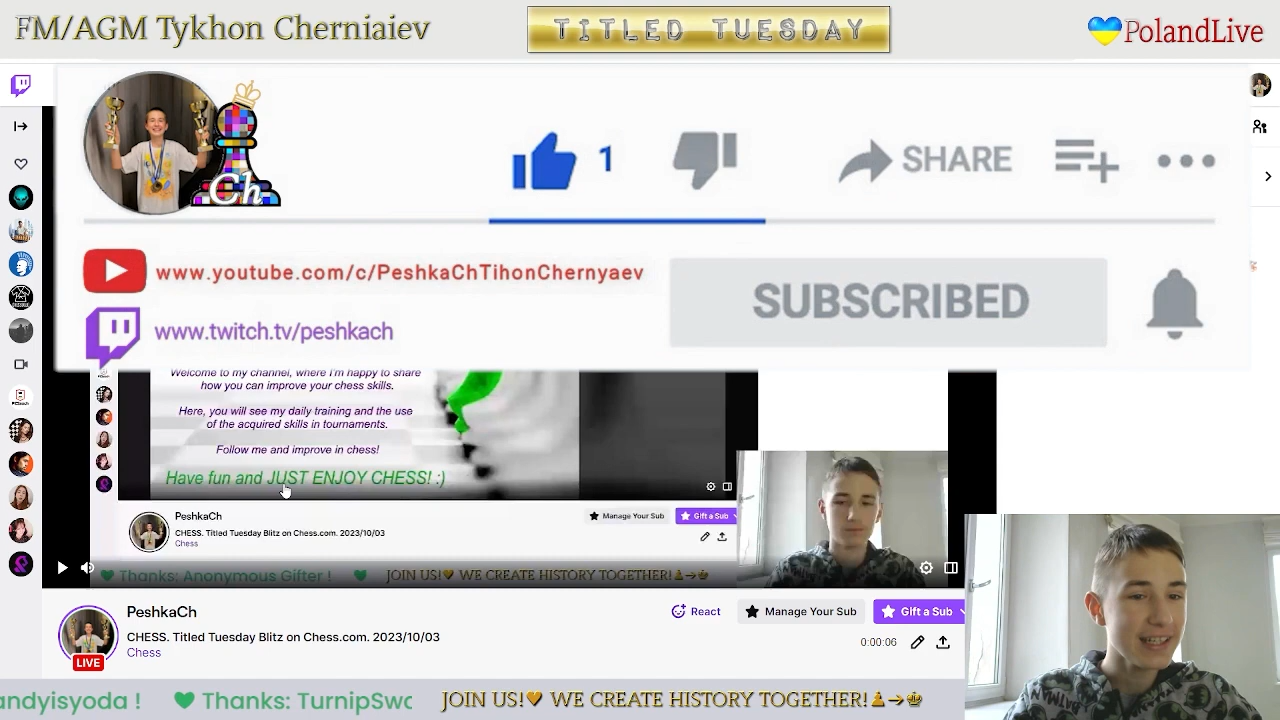 FM/AGM Tykhon Cherniaiev
TITLED TUESDAY
PolandLive
Ch
1
SHARE
www.youtube.com/c/PeshkaChTihonChernyaev
www.twitch.tv/peshkach
SUBSCRIBED
Welcome to my channel, where I'm happy to share
how you can improve your chess skills.
Here, you will see my daily training and the use
of the acquired skills in tournaments.
Follow me and improve in chess!
Have fun and JUST ENJOY CHESS! :)
PeshkaCh
CHESS. Titled Tuesday Blitz on Chess.com. 2023/10/03
Chess
Manage Your Sub
Gift a Sub
Thanks: Anonymous Gifter !
JOIN US! WE CREATE HISTORY TOGETHER!
PeshkaCh
CHESS. Titled Tuesday Blitz on Chess.com. 2023/10/03
Chess
LIVE
React
Manage Your Sub
Gift a Sub
0:00:06
andyisyoda !
Thanks: TurnipSwc
JOIN US! WE CREATE HISTORY TOGETHER!
BATMAN